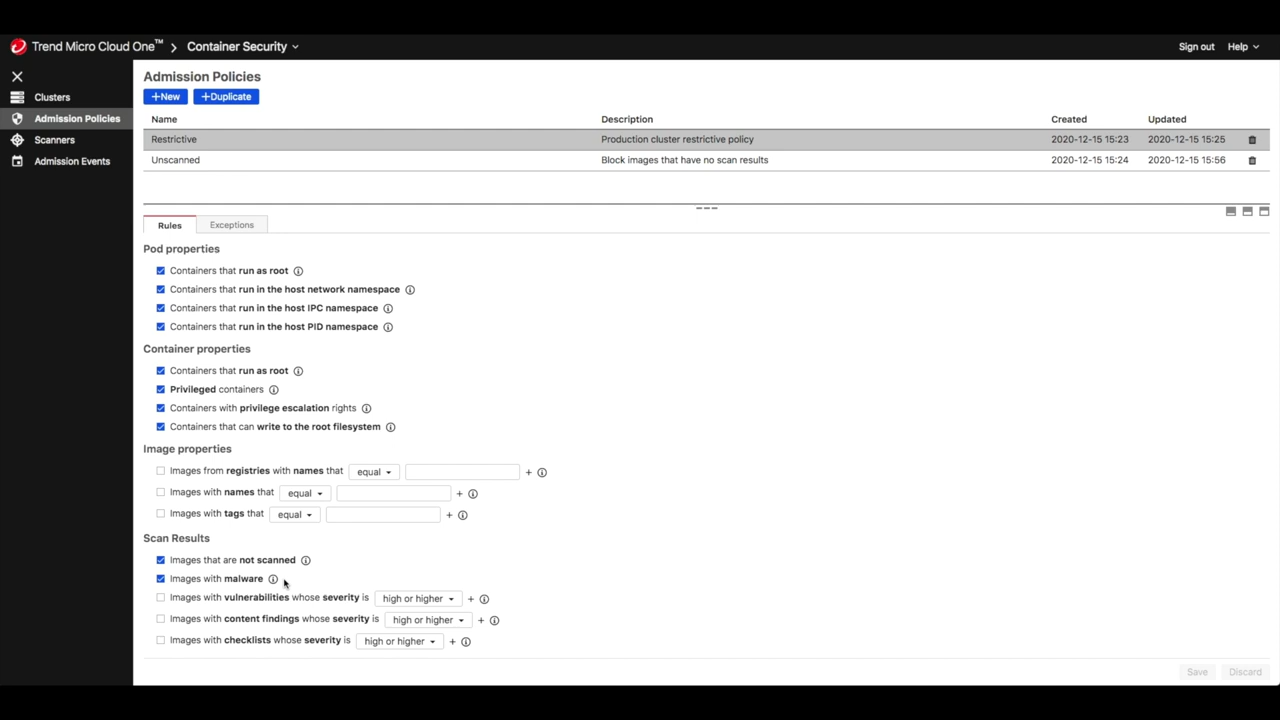 Trend Micro Cloud One™ > Container Security
Sign out Help
Clusters
Admission Policies
Scanners
Admission Events
Admission Policies
+New +Duplicate
Name Description Created Updated
Restrictive Production cluster restrictive policy 2020-12-15 15:23 2020-12-15 15:25
Unscanned Block images that have no scan results 2020-12-15 15:24 2020-12-15 15:56
Rules Exceptions
Pod properties
Containers that run as root
Containers that run in the host network namespace
Containers that run in the host IPC namespace
Containers that run in the host PID namespace
Container properties
Containers that run as root
Privileged containers
Containers with privilege escalation rights
Containers that can write to the root filesystem
Image properties
Images from registries with names that equal +
Images with names that equal +
Images with tags that equal +
Scan Results
Images that are not scanned
Images with malware
Images with vulnerabilities whose severity is high or higher +
Images with content findings whose severity is high or higher +
Images with checklists whose severity is high or higher +
Save Discard